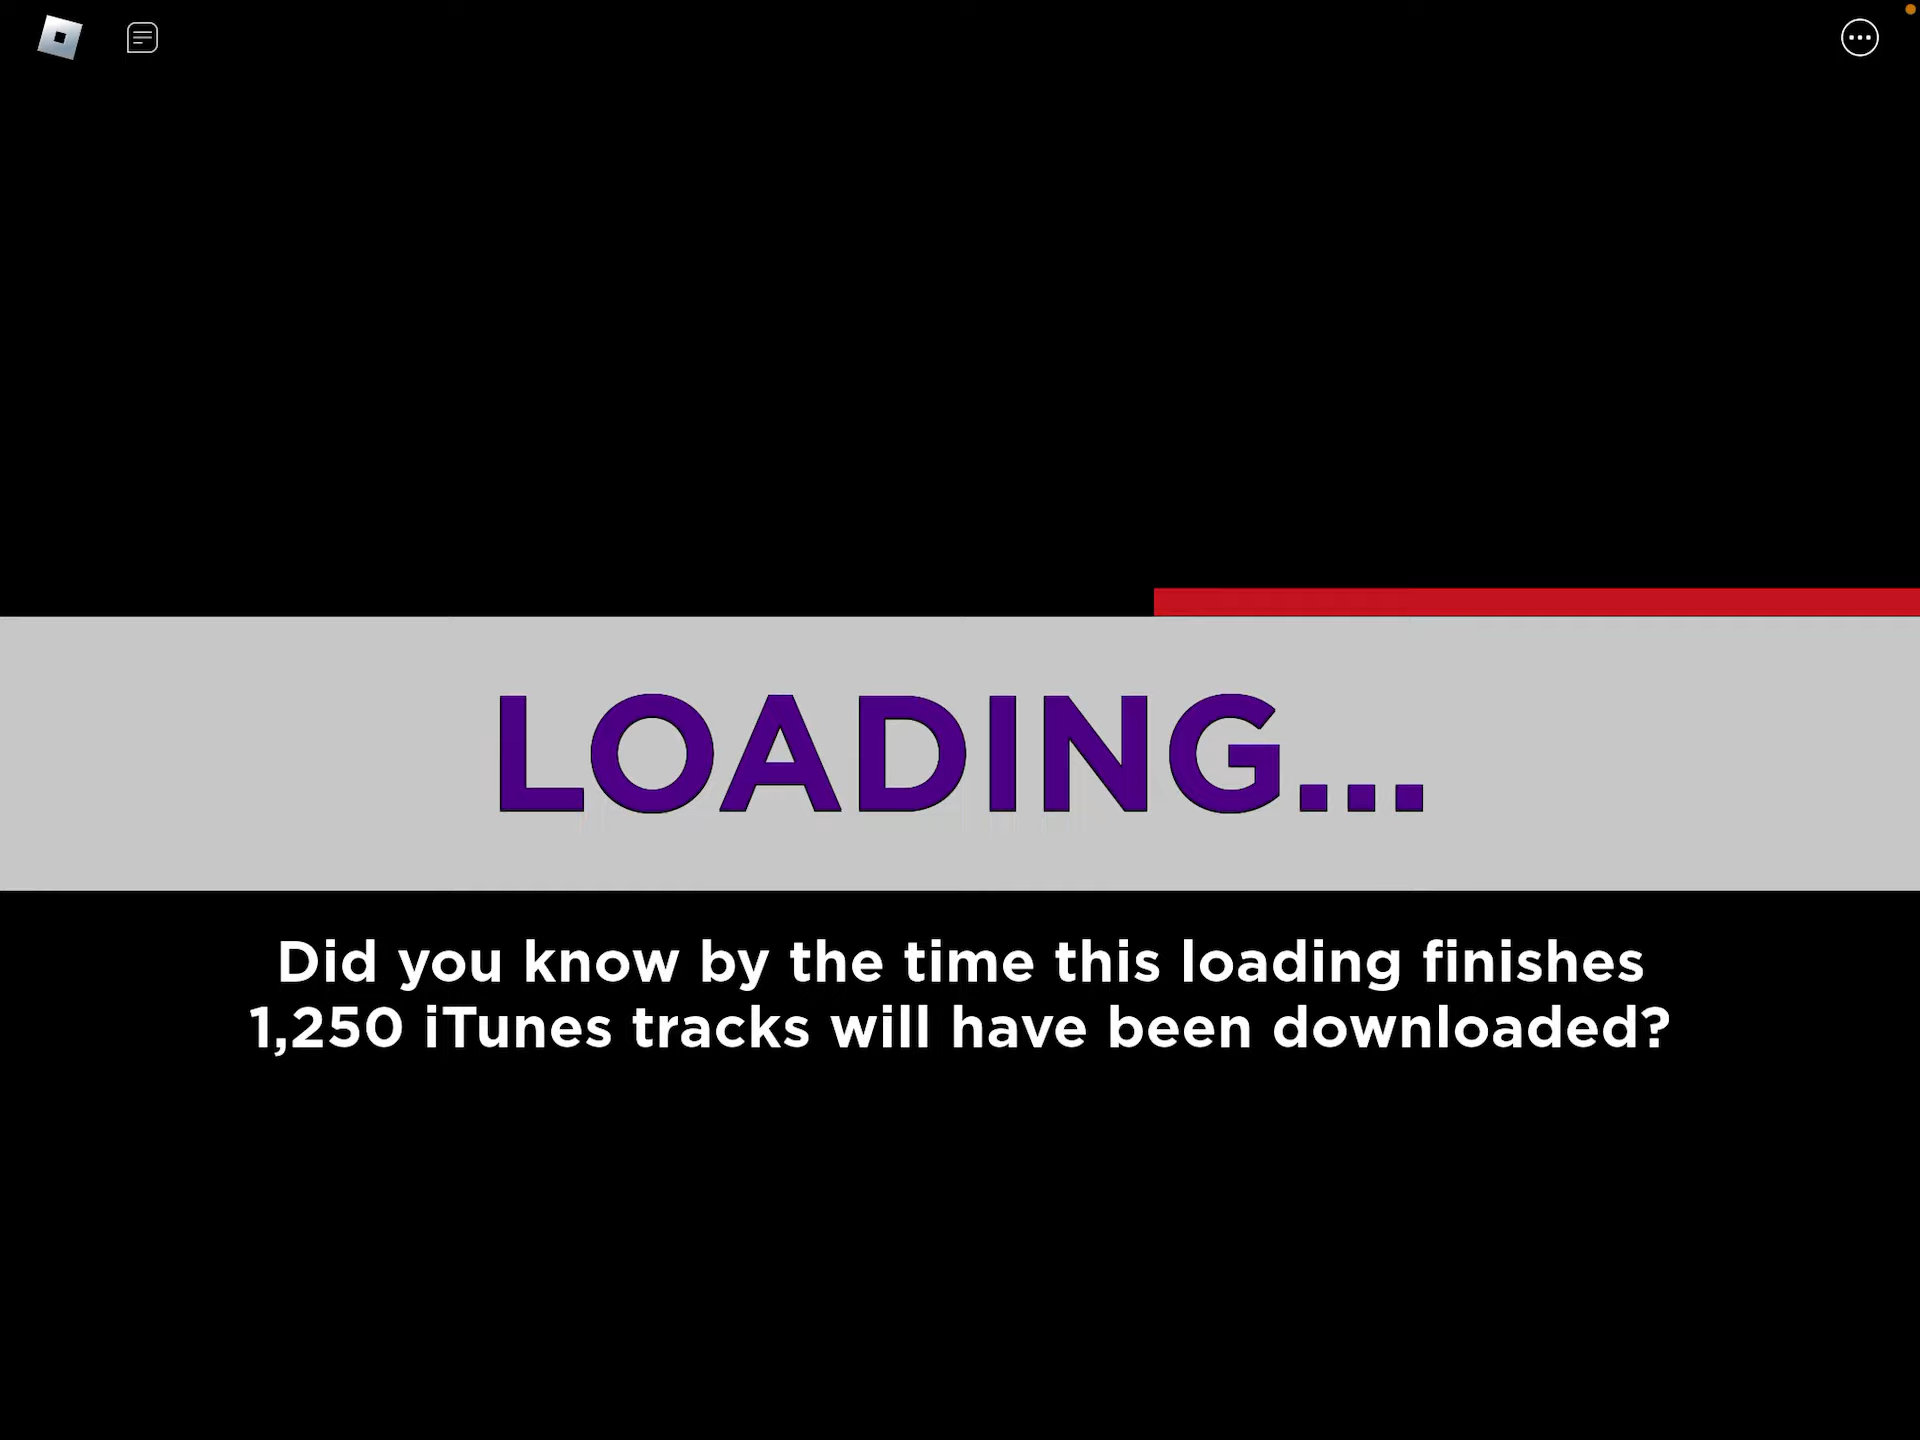 LOADING...
Did you know by the time this loading finishes
1,250 iTunes tracks will have been downloaded?